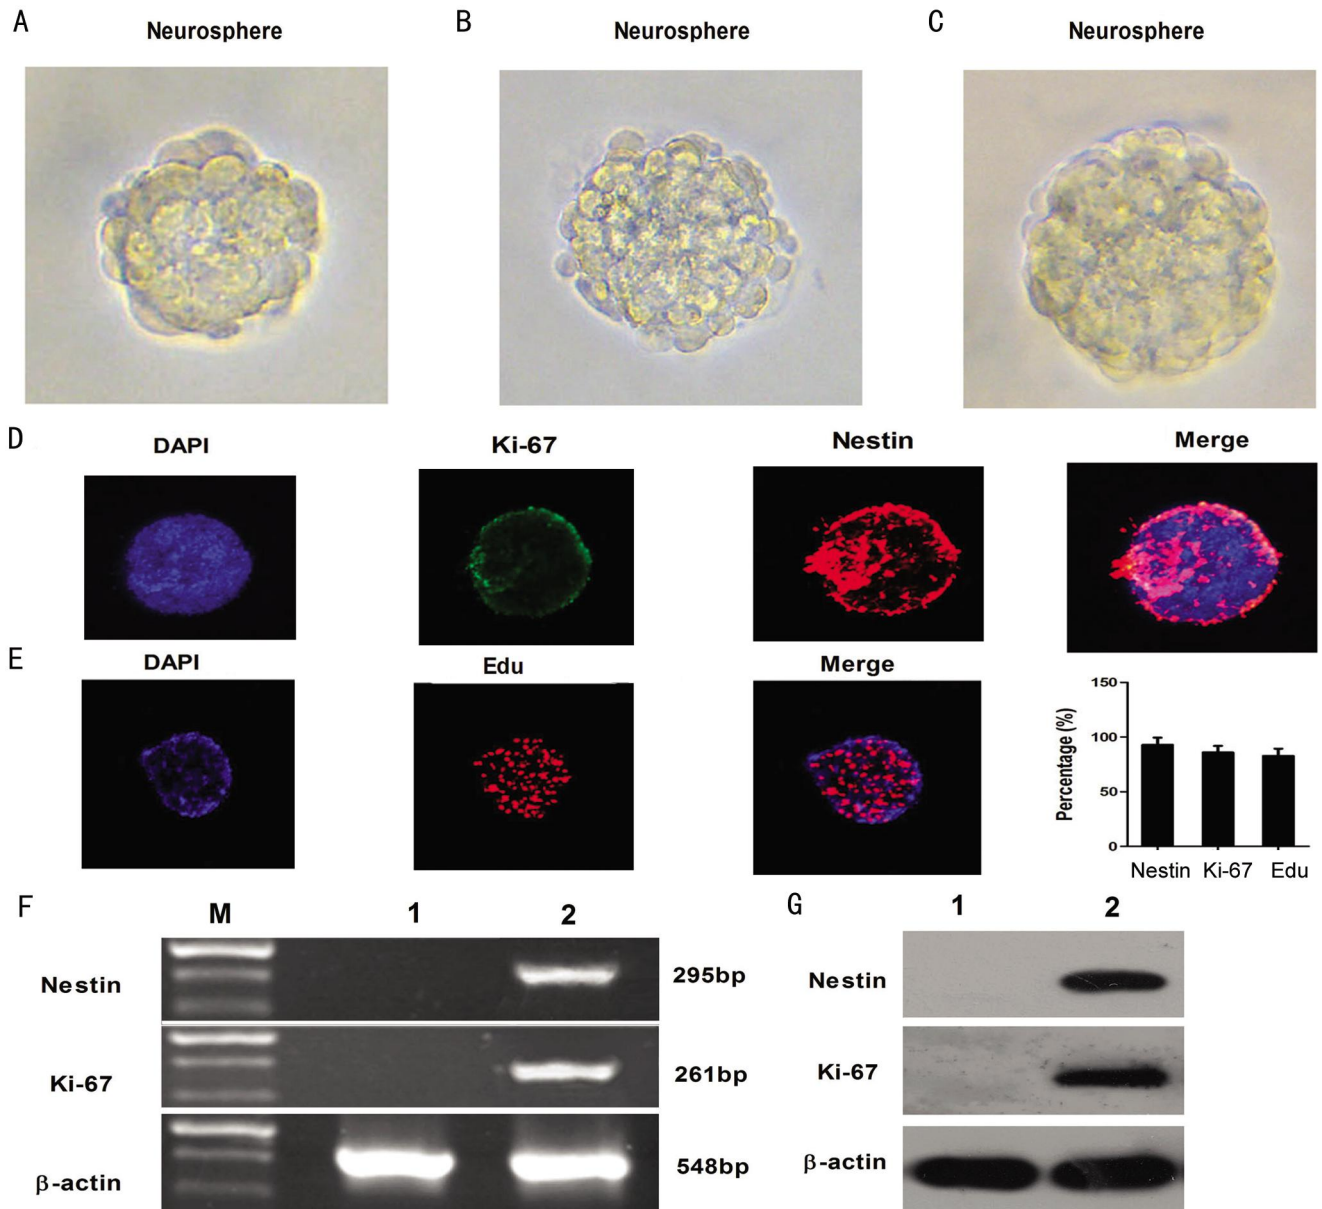 A
Neurosphere
B
Neurosphere
C
Neurosphere
D
DAPI
Ki-67
Nestin
Merge
E
DAPI
Edu
Merge
Percentage (%)
150
100
50
0
Nestin Ki-67 Edu
F
M 1 2
Nestin
295bp
Ki-67
261bp
β-actin
548bp
G
1 2
Nestin
Ki-67
β-actin